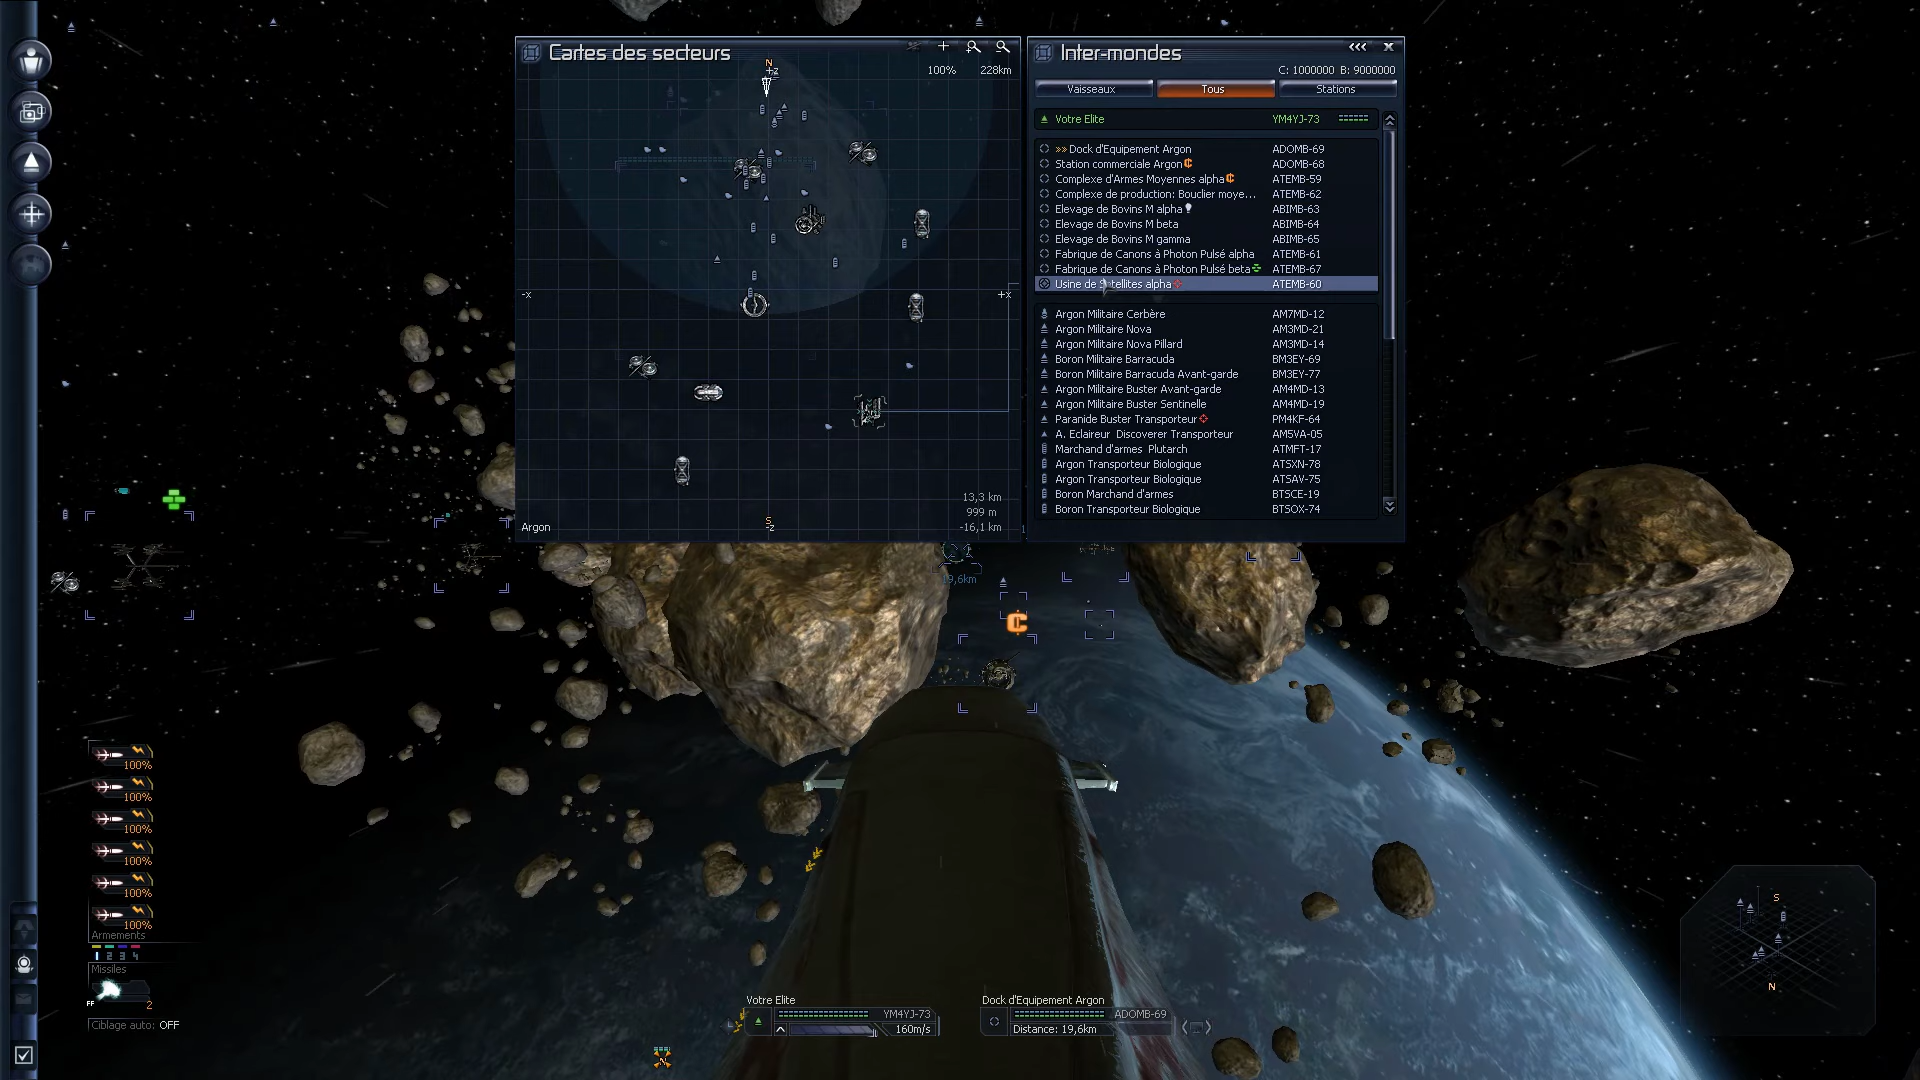 Cartes des secteurs
100% 228km
N
+z
-x
+x
13,3 km
999 m
-16,1 km
S
-z
Argon
Inter-mondes
C: 1000000 B: 9000000
Vaisseaux Tous Stations
Votre Elite YM4YJ-73
»Dock d'Equipement Argon ADOMB-69
Station commerciale Argon ADOMB-68
Complexe d'Armes Moyennes alpha ATEMB-59
Complexe de production: Bouclier moye... ATEMB-62
Elevage de Bovins M alpha ABIMB-63
Elevage de Bovins M beta ABIMB-64
Elevage de Bovins M gamma ABIMB-65
Fabrique de Canons à Photon Pulsé alpha ATEMB-61
Fabrique de Canons à Photon Pulsé beta ATEMB-67
Usine de Satellites alpha ATEMB-60
Argon Militaire Cerbère AM7MD-12
Argon Militaire Nova AM3MD-21
Argon Militaire Nova Pillard AM3MD-14
Boron Militaire Barracuda BM3EY-69
Boron Militaire Barracuda Avant-garde BM3EY-77
Argon Militaire Buster Avant-garde AM4MD-13
Argon Militaire Buster Sentinelle AM4MD-19
Paranide Buster Transporteur PM4KF-64
A. Eclaireur Discoverer Transporteur AM5VA-05
Marchand d'armes Plutarch ATMFT-17
Argon Transporteur Biologique ATSXN-78
Argon Transporteur Biologique ATSAV-75
Boron Marchand d'armes BTSCE-19
Boron Transporteur Biologique BTSOX-74
19,6km
100%
100%
100%
100%
100%
100%
Armements
1 2 3 4
Missiles
FF 2
Ciblage auto: OFF
Votre Elite
YM4YJ-73
160m/s
Dock d'Equipement Argon
ADOMB-69
Distance: 19,6km
S
N